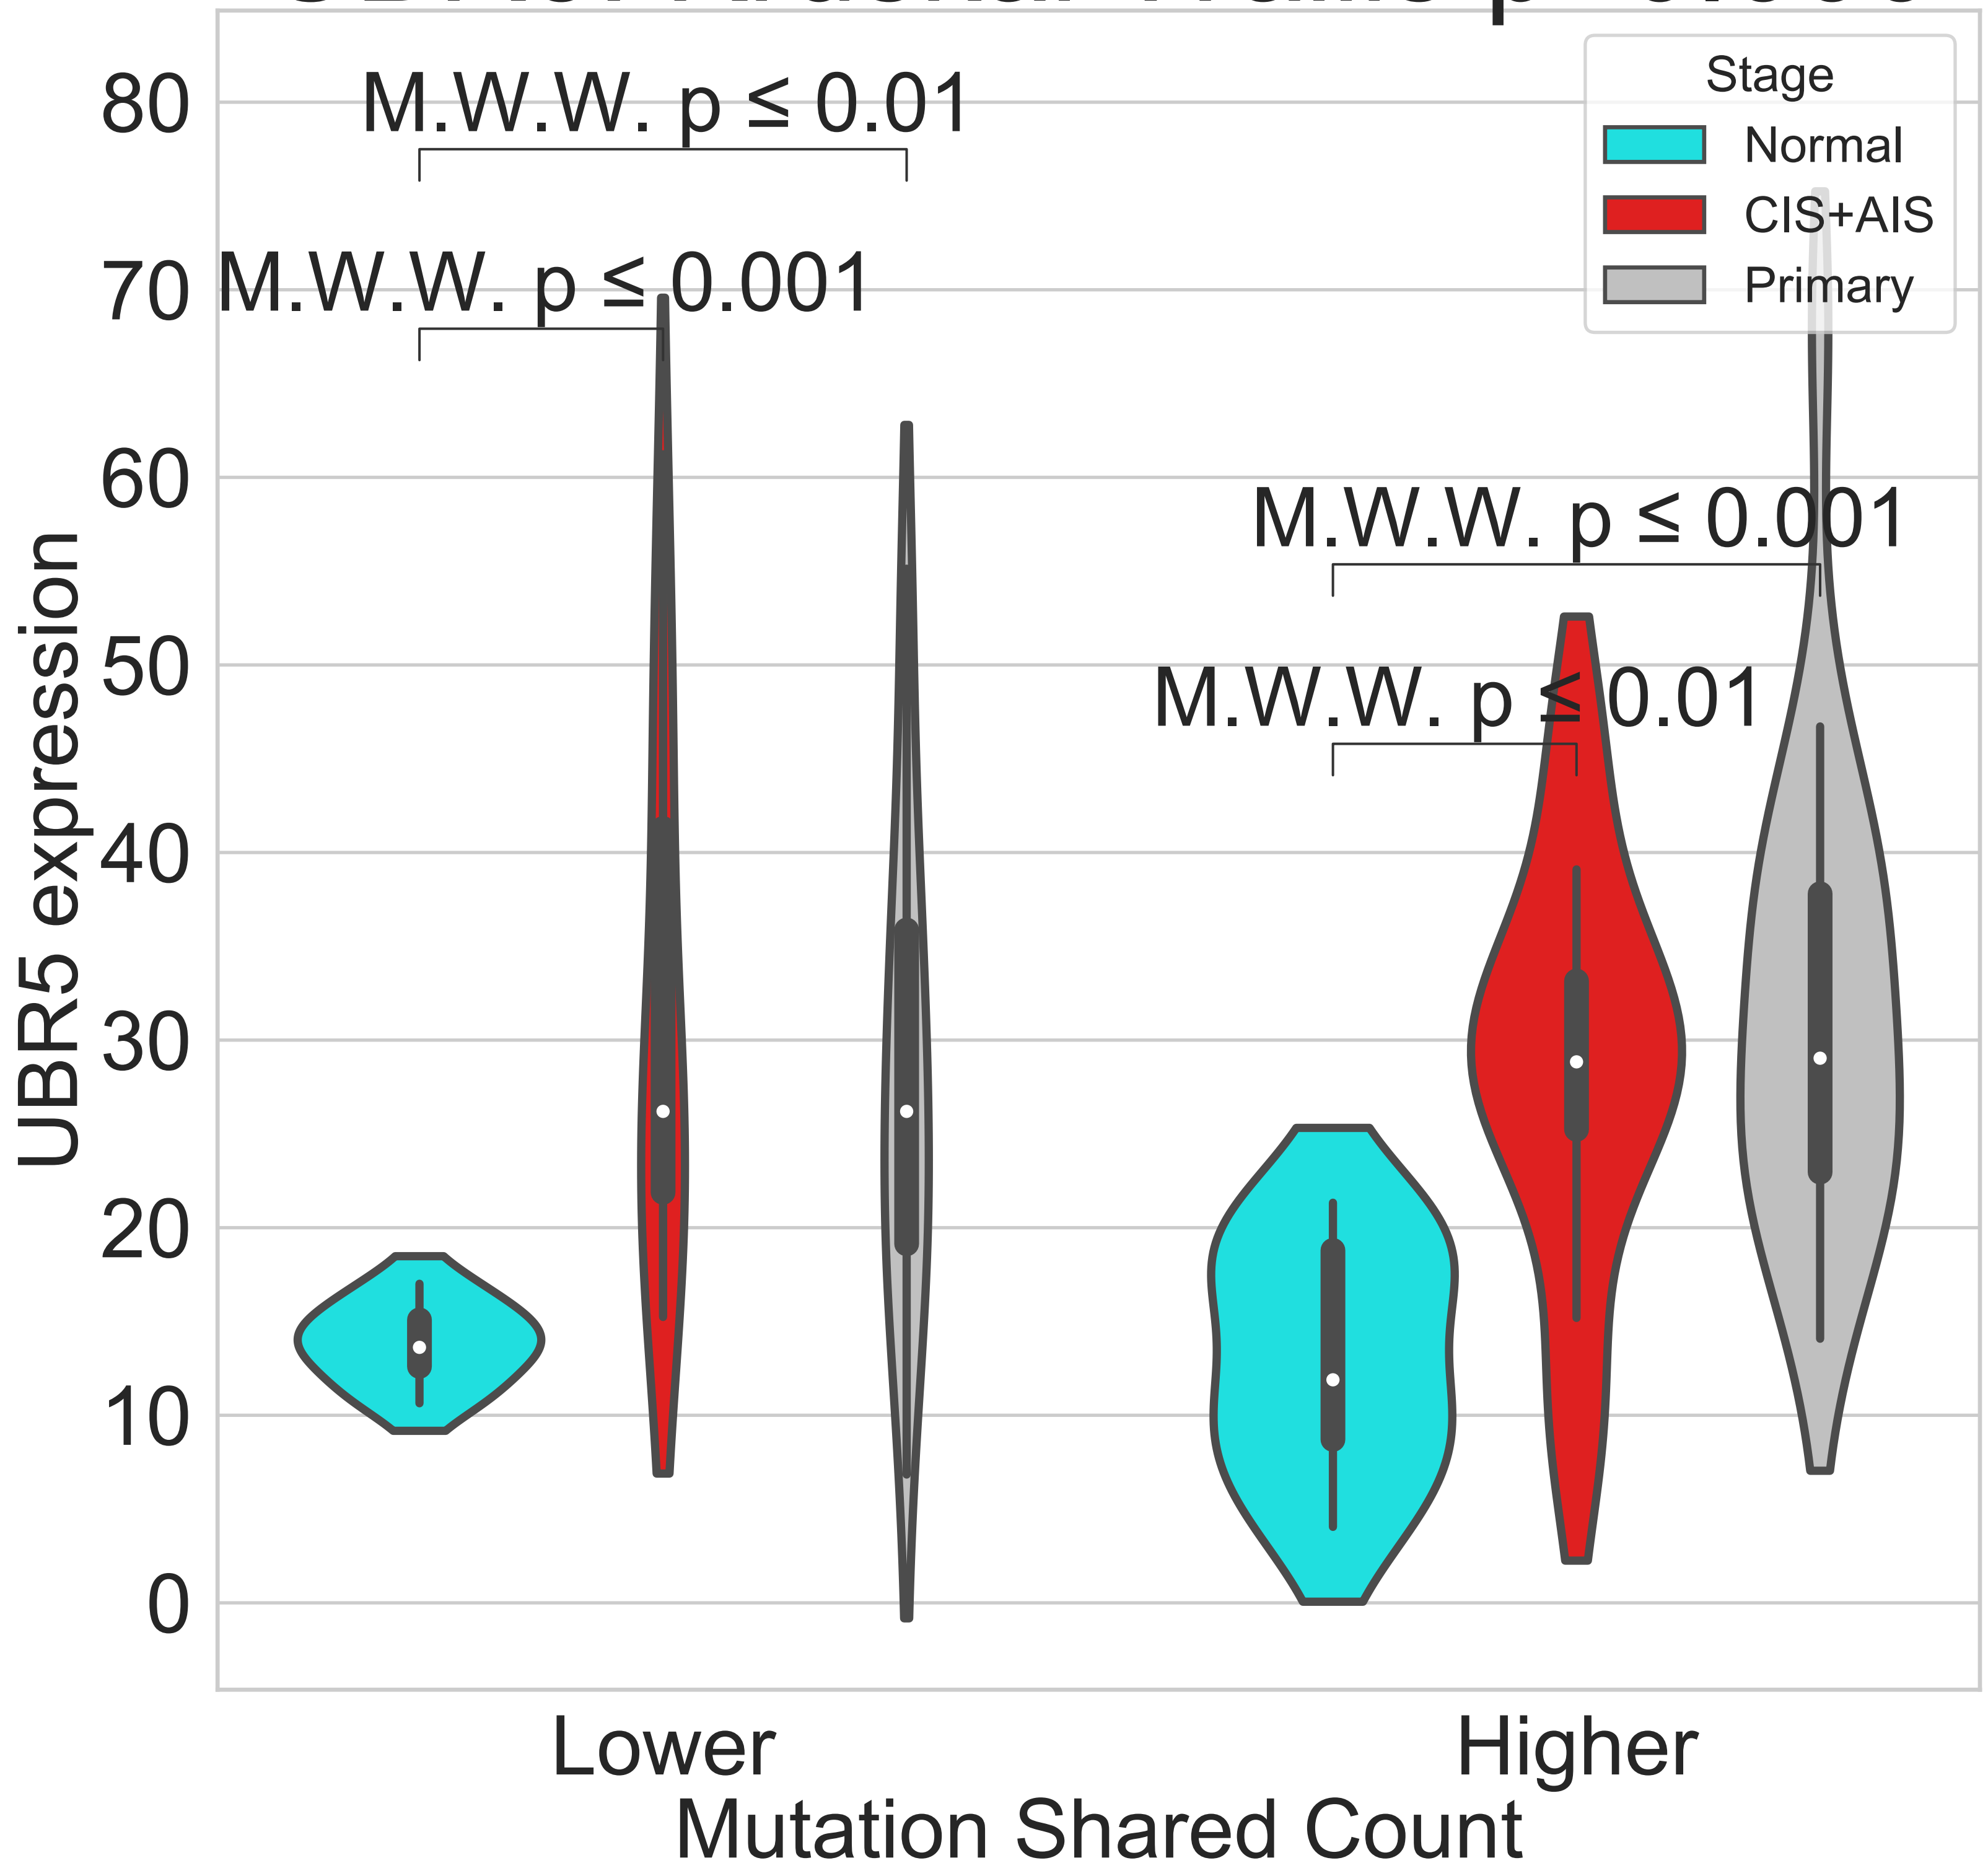 80
70
60
50
40
30
20
10
0
UBR5 expression
M.W.W. p ≤ 0.01
M.W.W. p ≤ 0.001
M.W.W. p ≤ 0.001
M.W.W. p ≤ 0.01
Stage
Normal
CIS+AIS
Primary
Lower
Higher
Mutation Shared Count